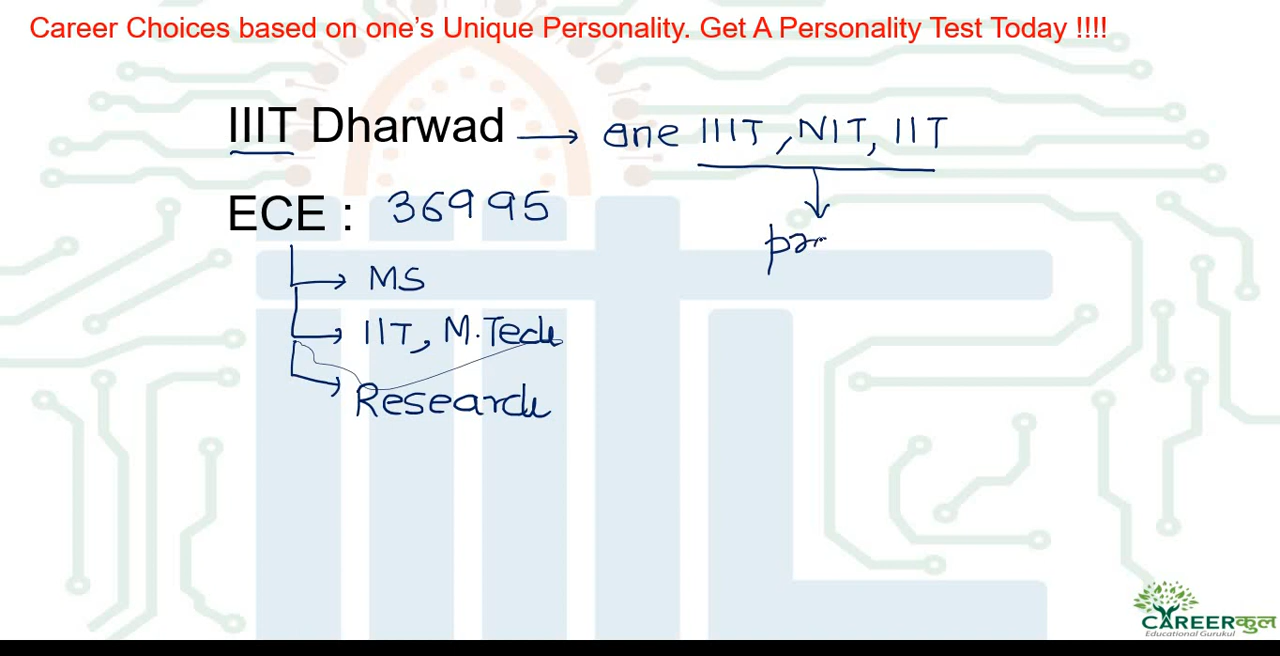 Career Choices based on one’s Unique Personality. Get A Personality Test Today !!!!
IIIT Dharwad → one IIIT, NIT, IIT
ECE : 36995
→ MS
→ IIT, M.Tech
→ Research
CAREERकुल
Educational Gurukul